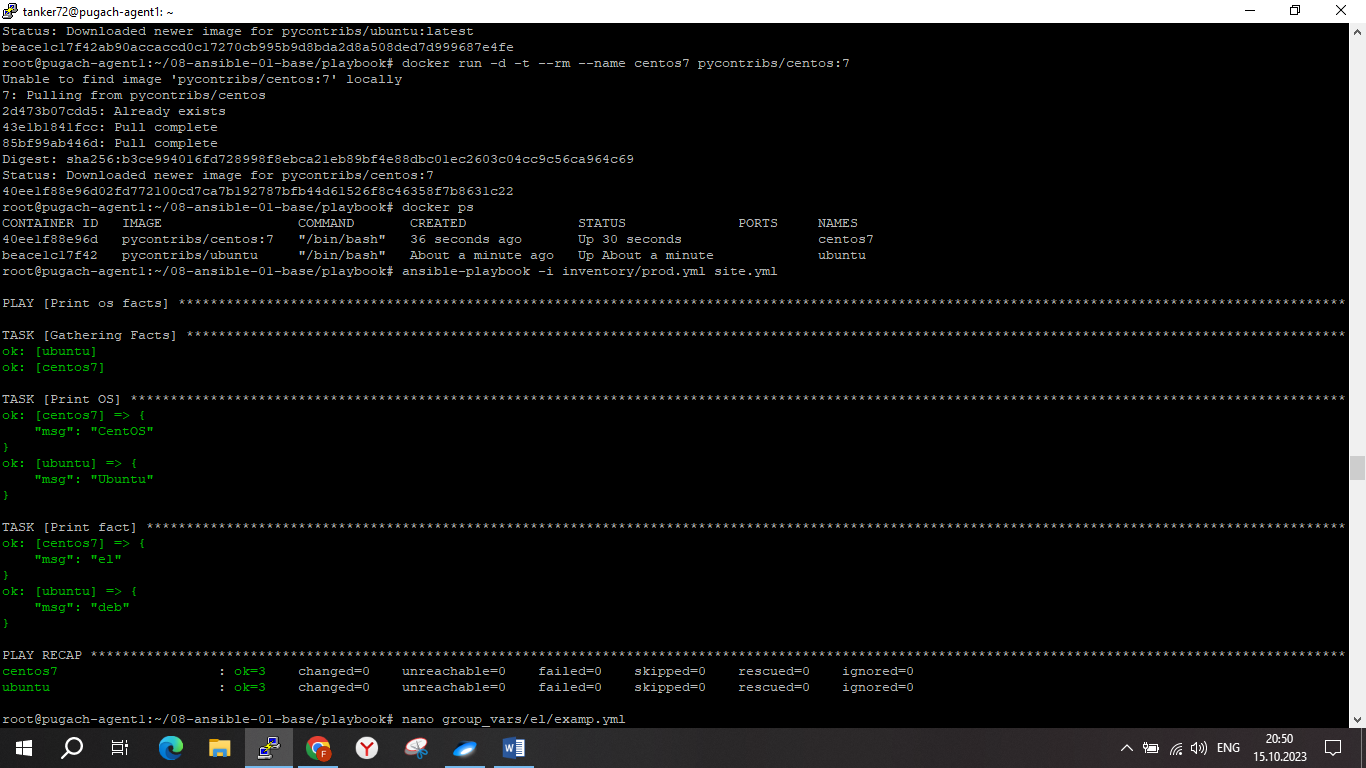 tanker72@pugach-agent1: ~
Status: Downloaded newer image for pycontribs/ubuntu:latest
beace1c17f42ab90accaccd0c17270cb995b9d8bda2d8a508ded7d999687e4fe
root@pugach-agent1:~/08-ansible-01-base/playbook# docker run -d -t --rm --name centos7 pycontribs/centos:7
Unable to find image 'pycontribs/centos:7' locally
7: Pulling from pycontribs/centos
2d473b07cdd5: Already exists
43e1b1841fcc: Pull complete
85bf99ab446d: Pull complete
Digest: sha256:b3ce994016fd728998f8ebca21eb89bf4e88dbc01ec2603c04cc9c56ca964c69
Status: Downloaded newer image for pycontribs/centos:7
40ee1f88e96d02fd772100cd7ca7b192787bfb44d61526f8c46358f7b8631c22
root@pugach-agent1:~/08-ansible-01-base/playbook# docker ps
CONTAINER ID   IMAGE                 COMMAND       CREATED              STATUS              PORTS     NAMES
40ee1f88e96d   pycontribs/centos:7   "/bin/bash"   36 seconds ago       Up 30 seconds                 centos7
beace1c17f42   pycontribs/ubuntu     "/bin/bash"   About a minute ago   Up About a minute             ubuntu
root@pugach-agent1:~/08-ansible-01-base/playbook# ansible-playbook -i inventory/prod.yml site.yml
PLAY [Print os facts] **************************************************************************************************************************************************
TASK [Gathering Facts] *************************************************************************************************************************************************
ok: [ubuntu]
ok: [centos7]
TASK [Print OS] ********************************************************************************************************************************************************
ok: [centos7] => {
    "msg": "CentOS"
}
ok: [ubuntu] => {
    "msg": "Ubuntu"
}
TASK [Print fact] ******************************************************************************************************************************************************
ok: [centos7] => {
    "msg": "el"
}
ok: [ubuntu] => {
    "msg": "deb"
}
PLAY RECAP *************************************************************************************************************************************************************
centos7                    : ok=3    changed=0    unreachable=0    failed=0    skipped=0    rescued=0    ignored=0
ubuntu                     : ok=3    changed=0    unreachable=0    failed=0    skipped=0    rescued=0    ignored=0
root@pugach-agent1:~/08-ansible-01-base/playbook# nano group_vars/el/examp.yml
ENG
20:50
15.10.2023